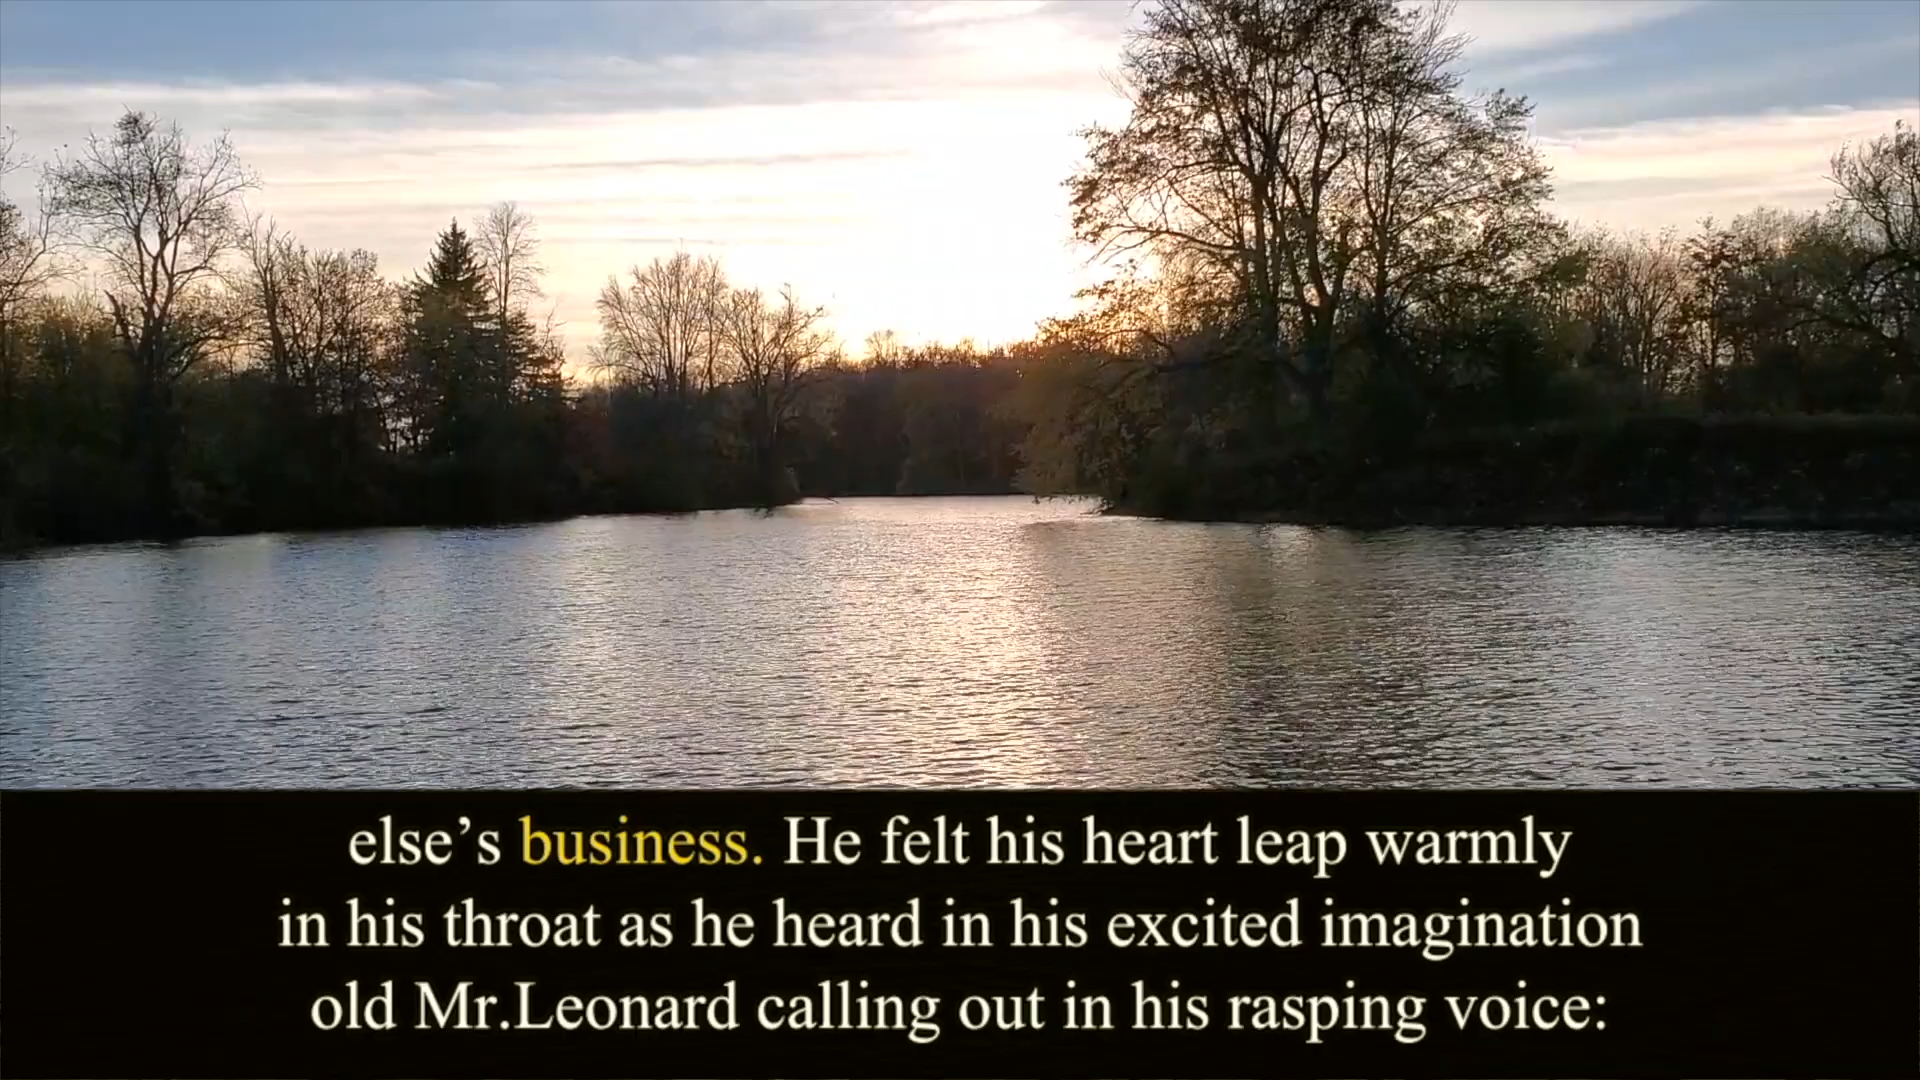 else’s business. He felt his heart leap warmly
in his throat as he heard in his excited imagination
old Mr.Leonard calling out in his rasping voice: